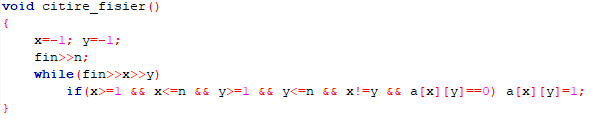 void citire_fisier()
{
    x=-1; y=-1;
    fin>>n;
    while(fin>>x>>y)
        if(x>=1 && x<=n && y>=1 && y<=n && x!=y && a[x][y]==0) a[x][y]=1;
}